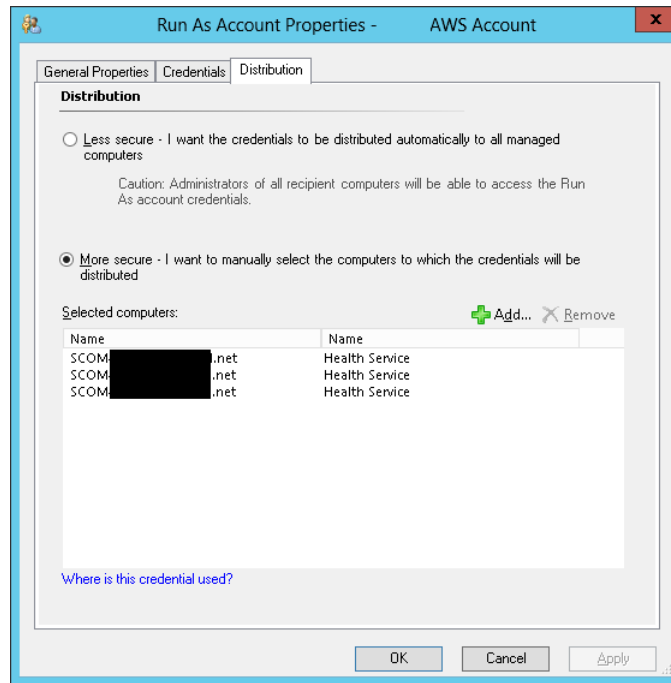 Run As Account Properties - AWS Account
x
General Properties Credentials Distribution
Distribution
Less secure - I want the credentials to be distributed automatically to all managed
computers
Caution: Administrators of all recipient computers will be able to access the Run
As account credentials.
More secure - I want to manually select the computers to which the credentials will be
distributed
Selected computers: Add... Remove
Name Name
SCOM- .net Health Service
SCOM- .net Health Service
SCOM- .net Health Service
Where is this credential used?
OK Cancel Apply